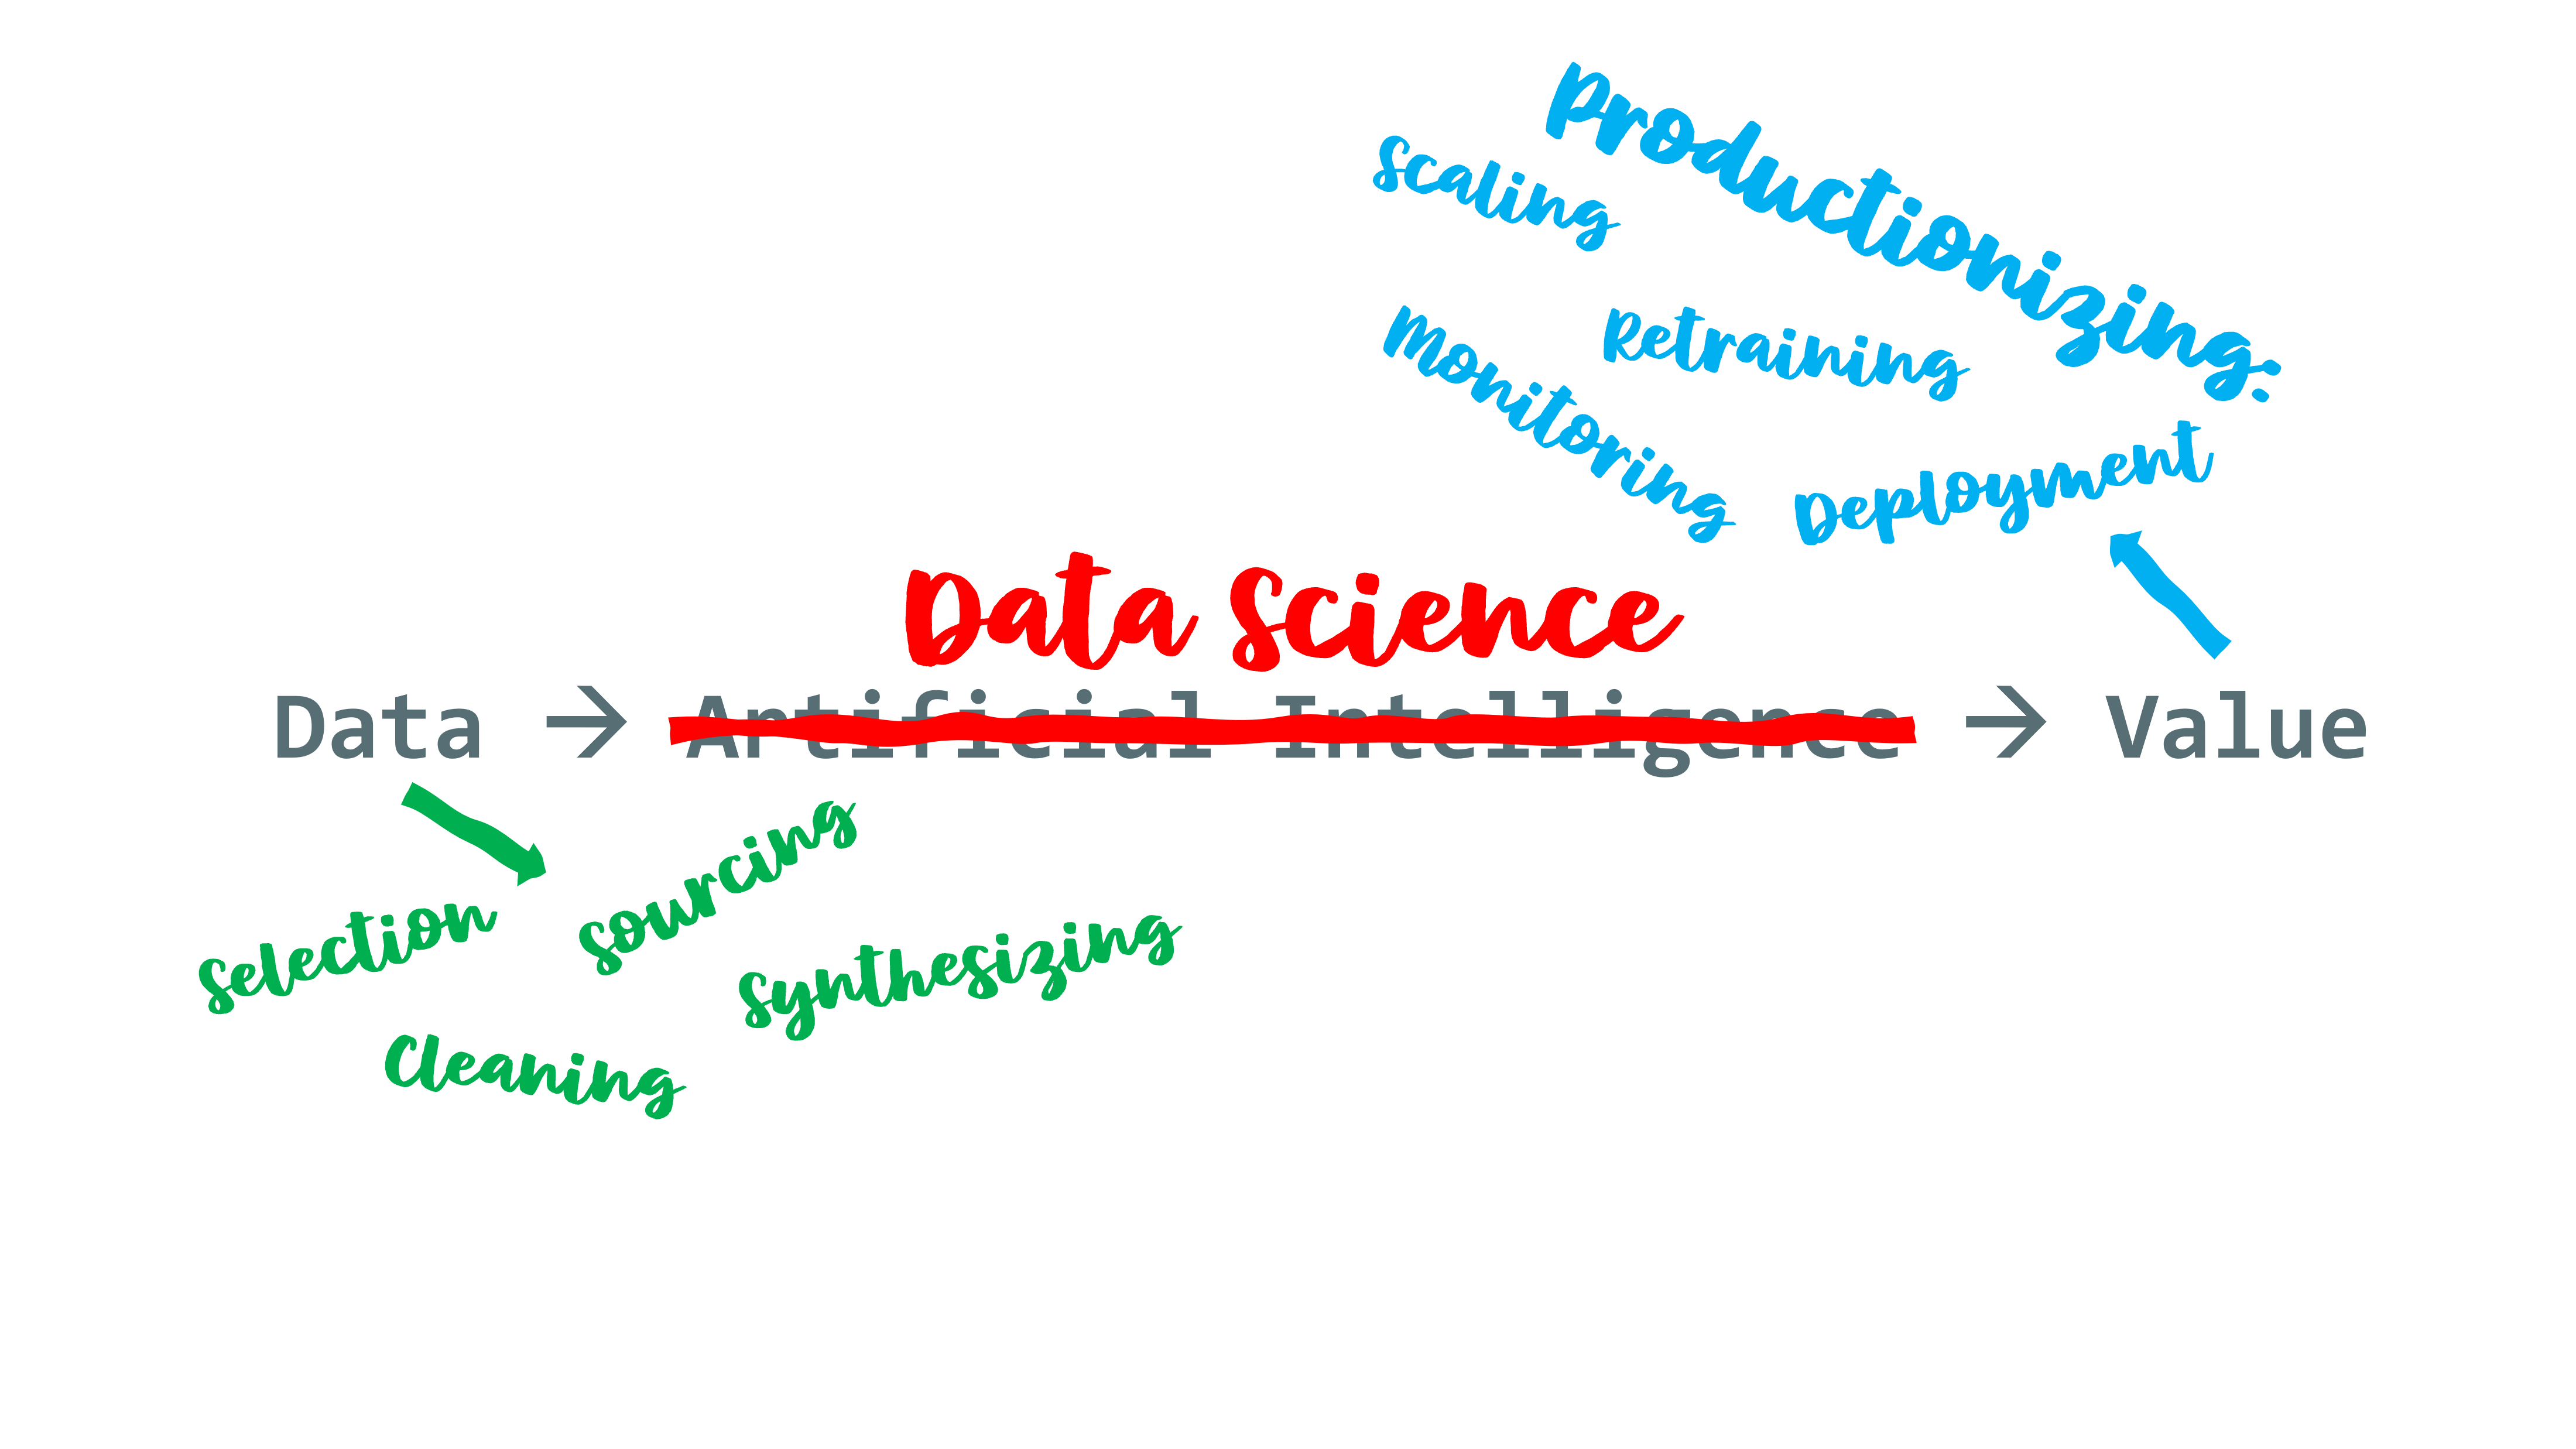 Productionizing:
Scaling
Retraining
Monitoring
Deployment
Data Science
Data → Artificial Intelligence → Value
Sourcing
Selection
Synthesizing
Cleaning